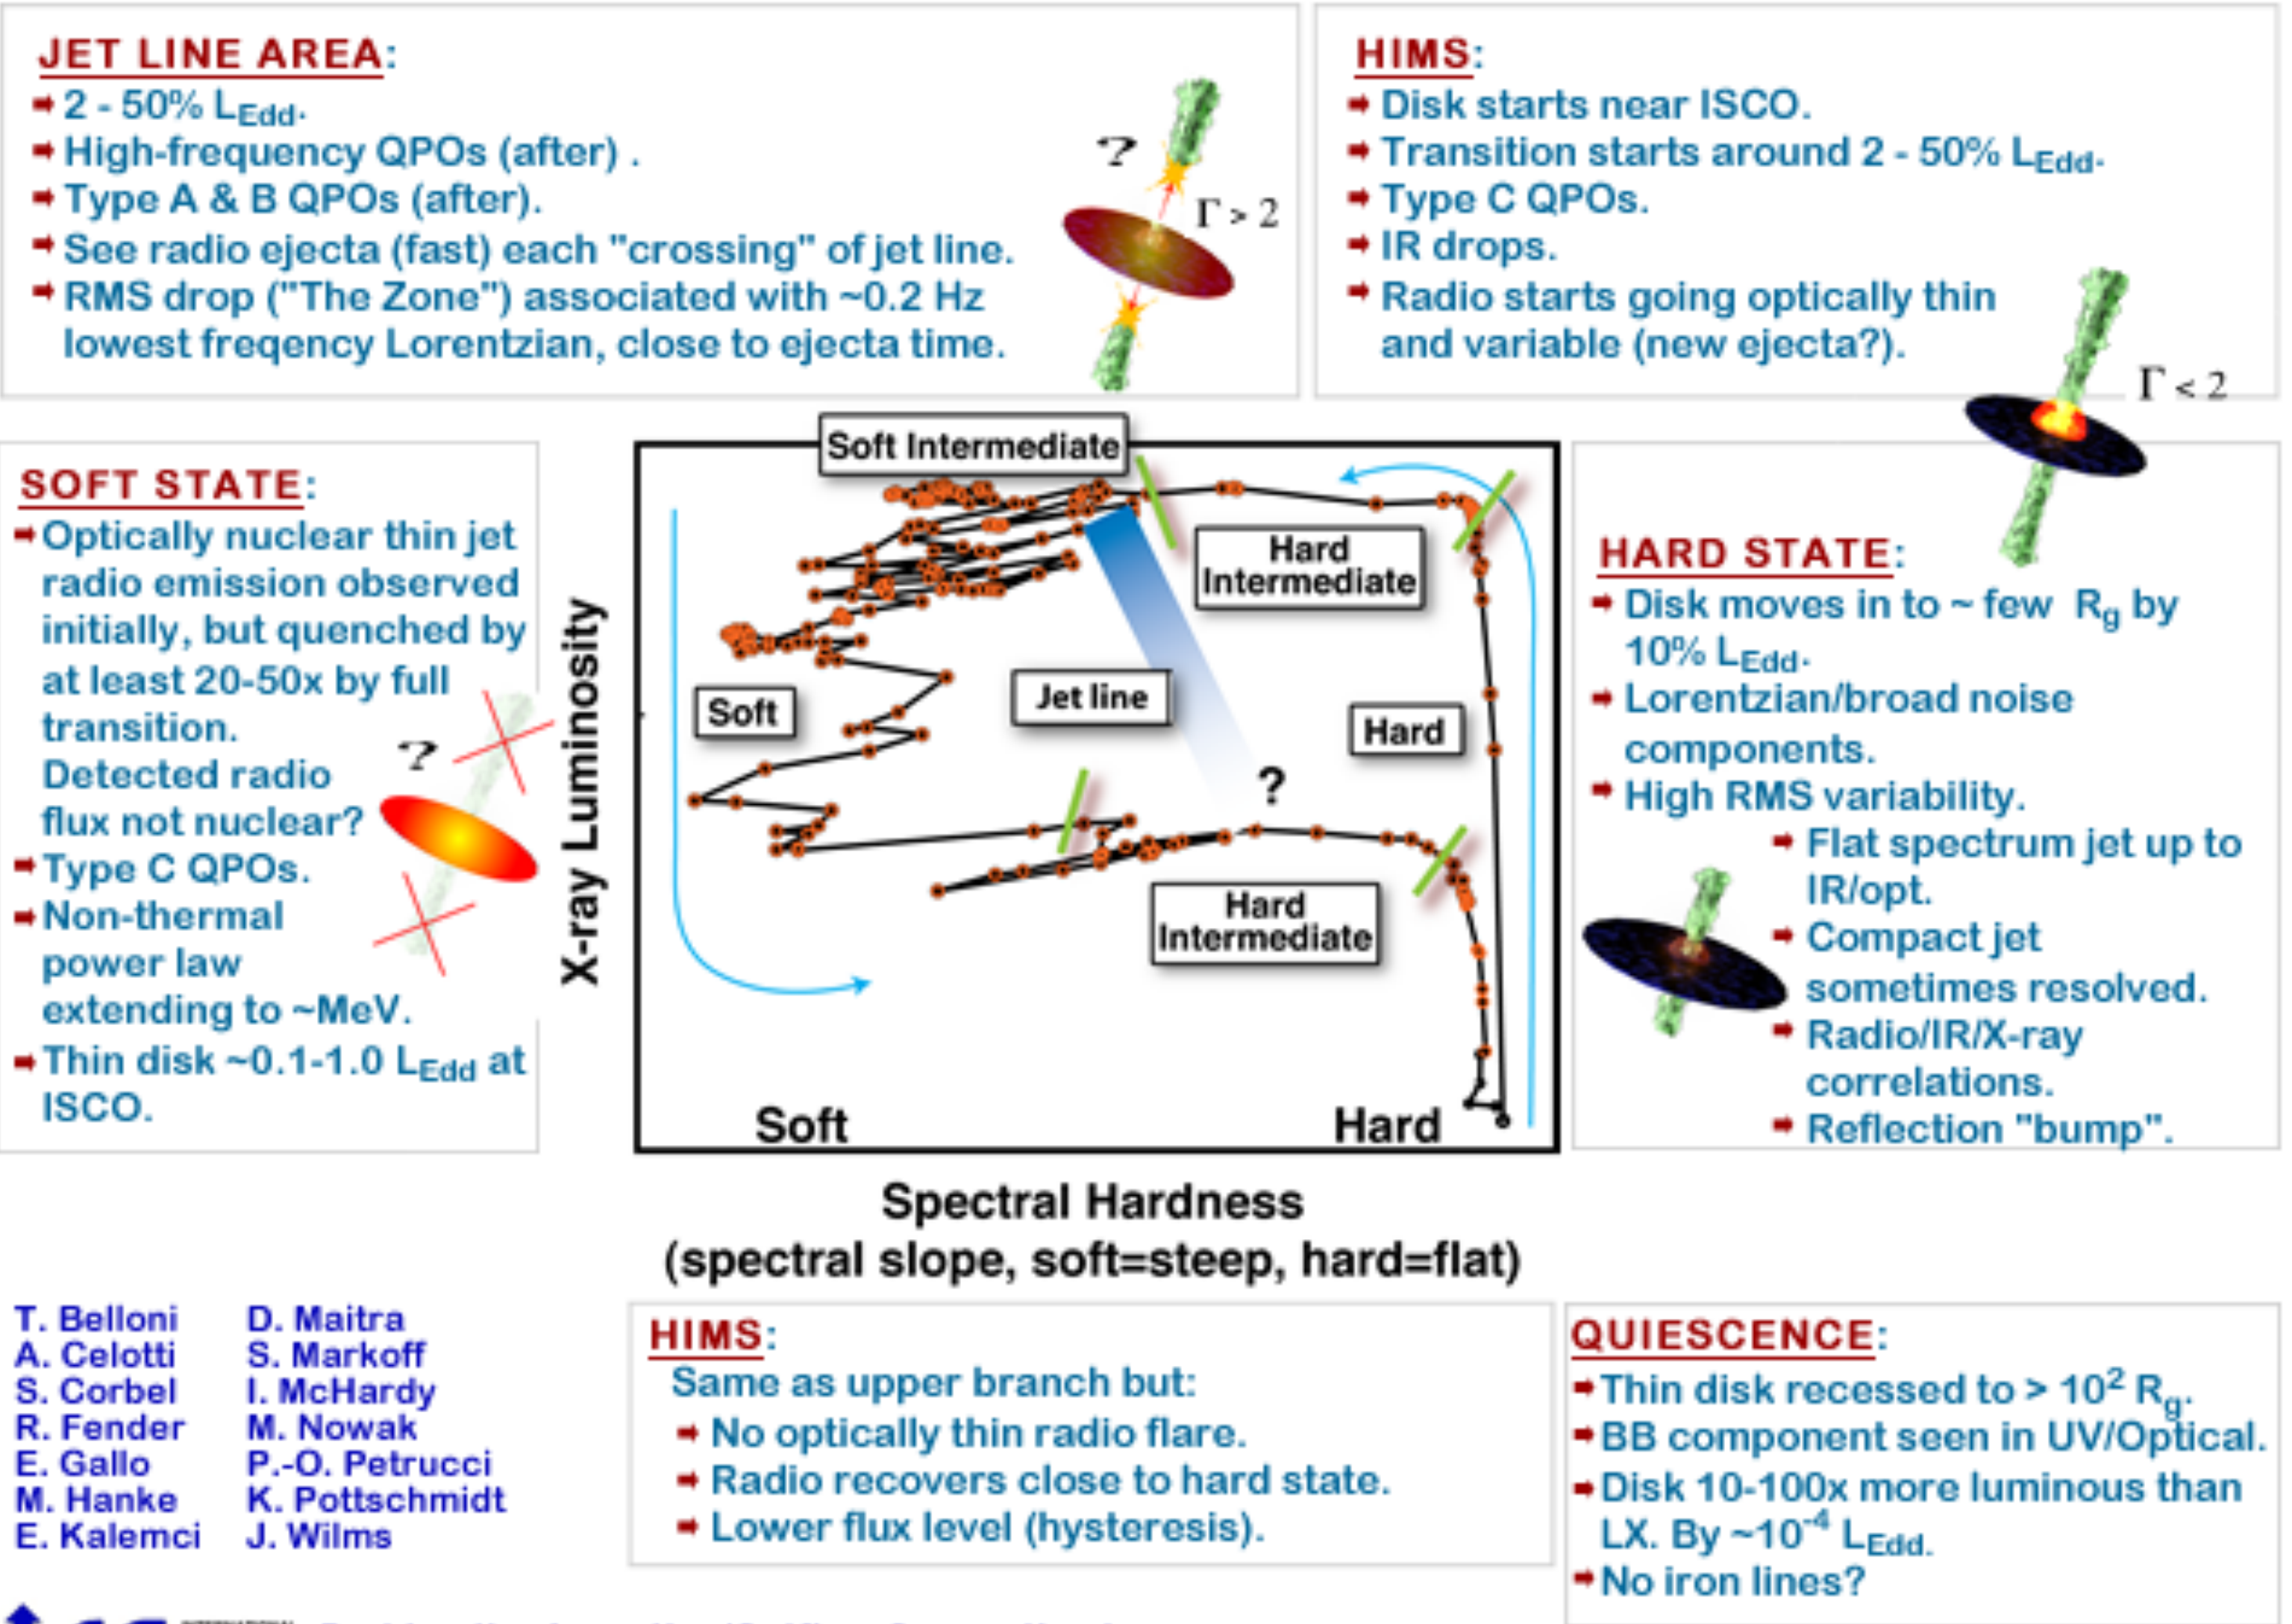 JET LINE AREA:
➡ 2 - 50% L_Edd.
➡ High-frequency QPOs (after) .
➡ Type A & B QPOs (after).
➡ See radio ejecta (fast) each "crossing" of jet line.
➡ RMS drop ("The Zone") associated with ~0.2 Hz
lowest freqency Lorentzian, close to ejecta time.
?
Γ > 2
HIMS:
➡ Disk starts near ISCO.
➡ Transition starts around 2 - 50% L_Edd.
➡ Type C QPOs.
➡ IR drops.
➡ Radio starts going optically thin
and variable (new ejecta?).
Γ < 2
SOFT STATE:
➡ Optically nuclear thin jet
radio emission observed
initially, but quenched by
at least 20-50x by full
transition.
Detected radio
flux not nuclear?
➡ Type C QPOs.
➡ Non-thermal
power law
extending to ~MeV.
➡ Thin disk ~0.1-1.0 L_Edd at
ISCO.
?
X-ray Luminosity
Soft Intermediate
Hard
Intermediate
Soft
Jet line
Hard
?
Hard
Intermediate
Soft
Hard
Spectral Hardness
(spectral slope, soft=steep, hard=flat)
HARD STATE:
➡ Disk moves in to ~ few R_g by
10% L_Edd.
➡ Lorentzian/broad noise
components.
➡ High RMS variability.
➡ Flat spectrum jet up to
IR/opt.
➡ Compact jet
sometimes resolved.
➡ Radio/IR/X-ray
correlations.
➡ Reflection "bump".
T. Belloni
A. Celotti
S. Corbel
R. Fender
E. Gallo
M. Hanke
E. Kalemci
D. Maitra
S. Markoff
I. McHardy
M. Nowak
P.-O. Petrucci
K. Pottschmidt
J. Wilms
HIMS:
Same as upper branch but:
➡ No optically thin radio flare.
➡ Radio recovers close to hard state.
➡ Lower flux level (hysteresis).
QUIESCENCE:
➡ Thin disk recessed to > 10² R_g.
➡ BB component seen in UV/Optical.
➡ Disk 10-100x more luminous than
LX. By ~10⁻⁴ L_Edd.
➡ No iron lines?